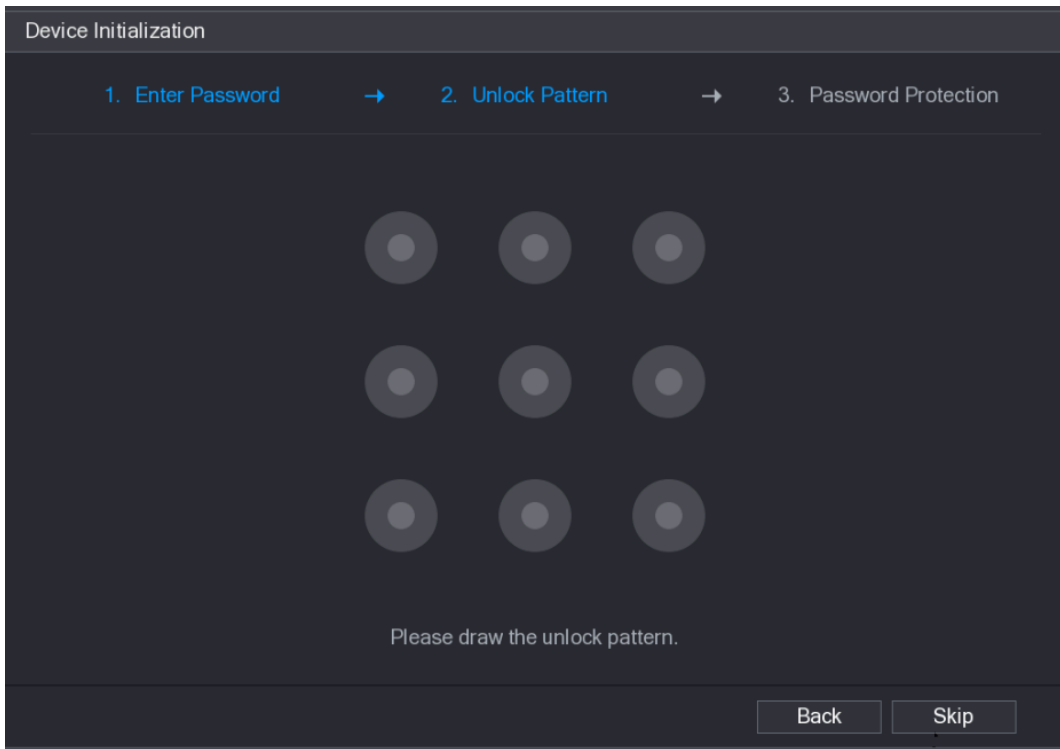 Device Initialization
1. Enter Password → 2. Unlock Pattern → 3. Password Protection
Please draw the unlock pattern.
Back Skip